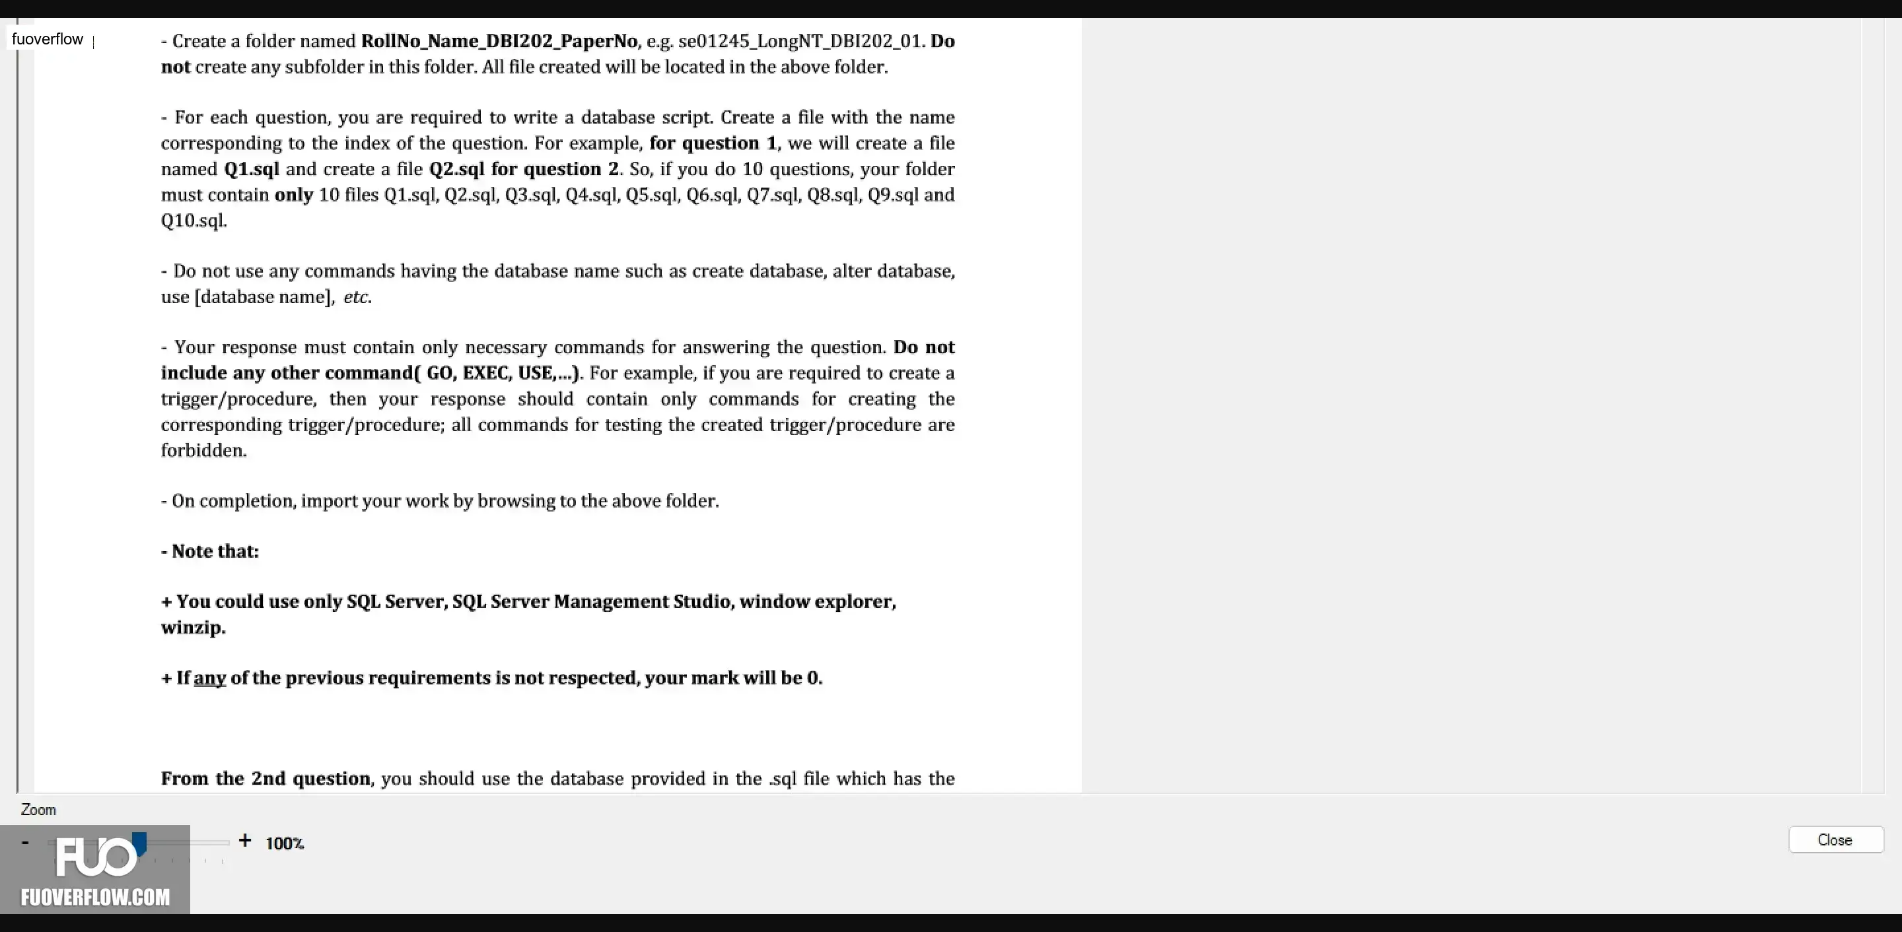 fuoverflow
- Create a folder named RollNo_Name_DBI202_PaperNo, e.g. se01245_LongNT_DBI202_01. Do
not create any subfolder in this folder. All file created will be located in the above folder.
- For each question, you are required to write a database script. Create a file with the name
corresponding to the index of the question. For example, for question 1, we will create a file
named Q1.sql and create a file Q2.sql for question 2. So, if you do 10 questions, your folder
must contain only 10 files Q1.sql, Q2.sql, Q3.sql, Q4.sql, Q5.sql, Q6.sql, Q7.sql, Q8.sql, Q9.sql and
Q10.sql.
- Do not use any commands having the database name such as create database, alter database,
use [database name], etc.
- Your response must contain only necessary commands for answering the question. Do not
include any other command( GO, EXEC, USE,...). For example, if you are required to create a
trigger/procedure, then your response should contain only commands for creating the
corresponding trigger/procedure; all commands for testing the created trigger/procedure are
forbidden.
- On completion, import your work by browsing to the above folder.
- Note that:
+ You could use only SQL Server, SQL Server Management Studio, window explorer,
winzip.
+ If any of the previous requirements is not respected, your mark will be 0.
From the 2nd question, you should use the database provided in the .sql file which has the
Zoom
- + 100%
Close
FUO
FUOVERFLOW.COM